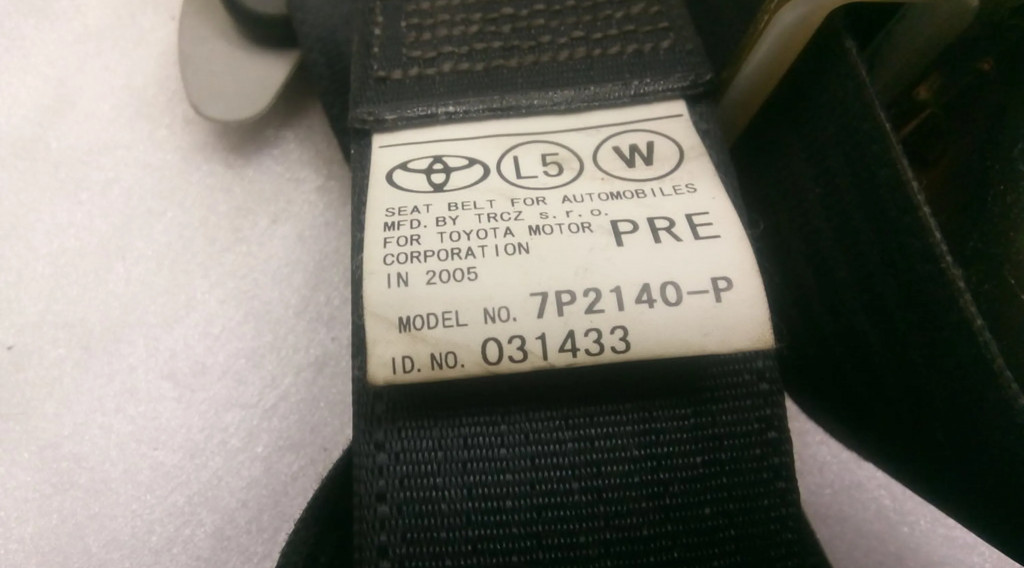 L5 W
SEAT BELT FOR AUTOMOBILES
MFD. BY TRCZ s. r. o.
FOR TOYOTA MOTOR PRE
CORPORATION
IN 2005
MODEL NO. 7P2140-P
ID. NO. 031433